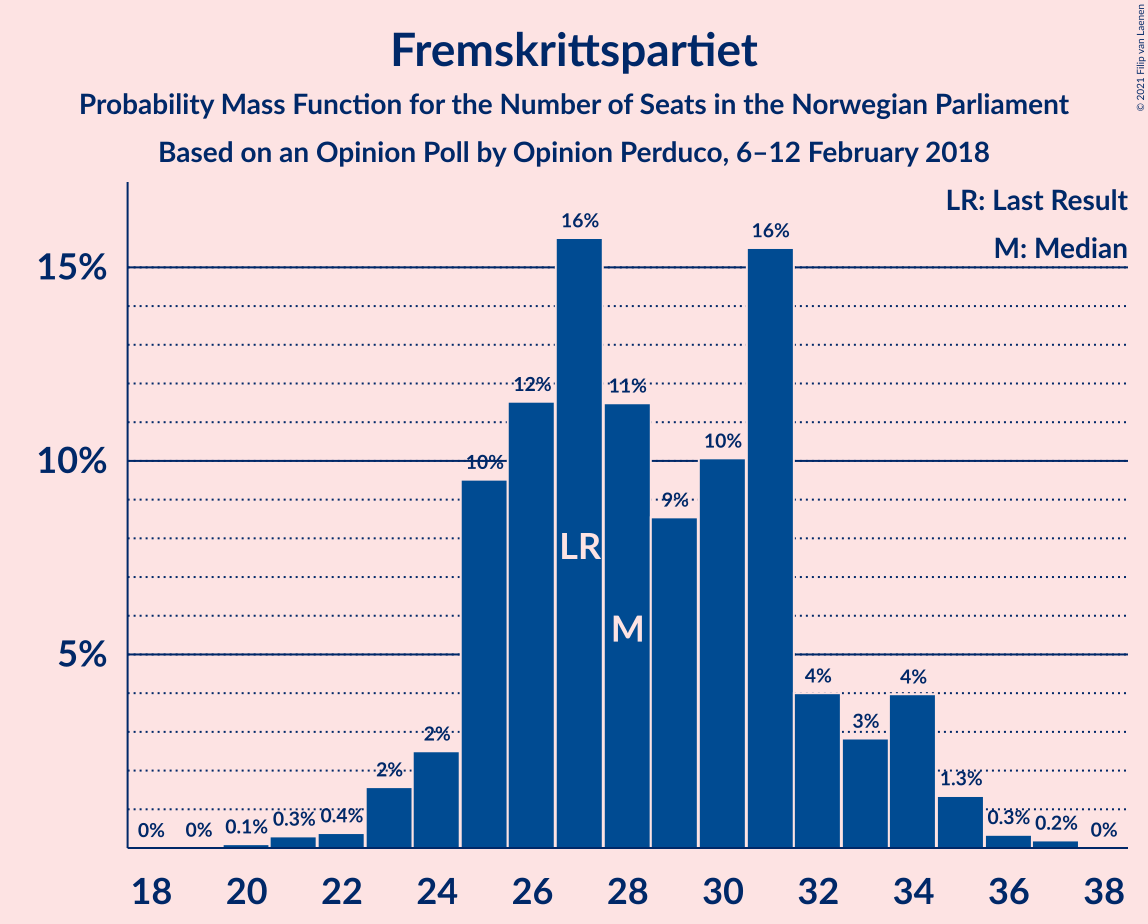 Fremskrittspartiet
Probability Mass Function for the Number of Seats in the Norwegian Parliament
Based on an Opinion Poll by Opinion Perduco, 6–12 February 2018
© 2021 Filip van Laenen
LR: Last Result
M: Median
15%
10%
5%
0%
0%
0.1%
0.3%
0.4%
2%
2%
10%
12%
16%
11%
9%
10%
16%
4%
3%
4%
1.3%
0.3%
0.2%
0%
LR
M
18 20 22 24 26 28 30 32 34 36 38